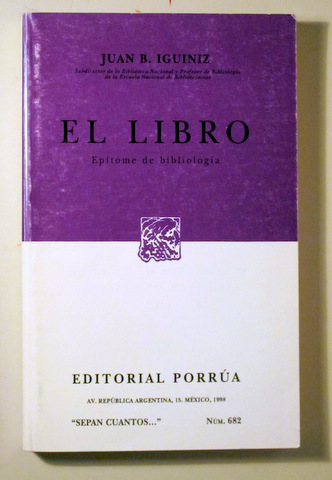 JUAN B. IGUINIZ
Subdirector de la Biblioteca Nacional y Profesor de Bibliología
de la Escuela Nacional de Bibliotecarios
EL LIBRO
Epítome de bibliología
EDITORIAL PORRÚA
AV. REPÚBLICA ARGENTINA, 15. MÉXICO, 1998
"SEPAN CUANTOS..." NÚM. 682